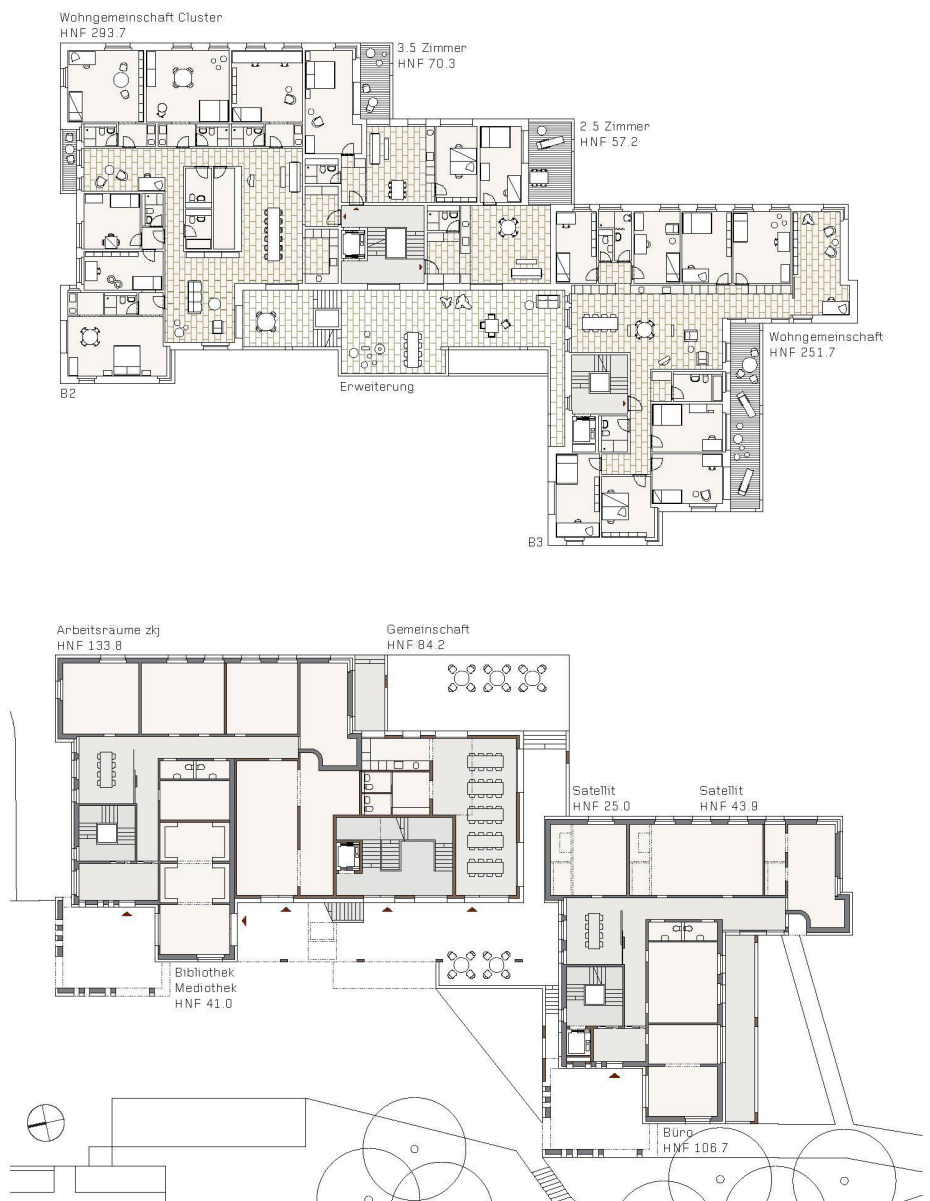 Wohngemeinschaft Cluster
HNF 293.7
3.5 Zimmer
HNF 70.3
2.5 Zimmer
HNF 57.2
Wohngemeinschaft
HNF 251.7
Erweiterung
B2
B3
Arbeitsräume zkj
HNF 133.8
Gemeinschaft
HNF 84.2
Satellit
HNF 25.0
Satellit
HNF 43.9
Bibliothek
Mediothek
HNF 41.0
Büro
HNF 106.7